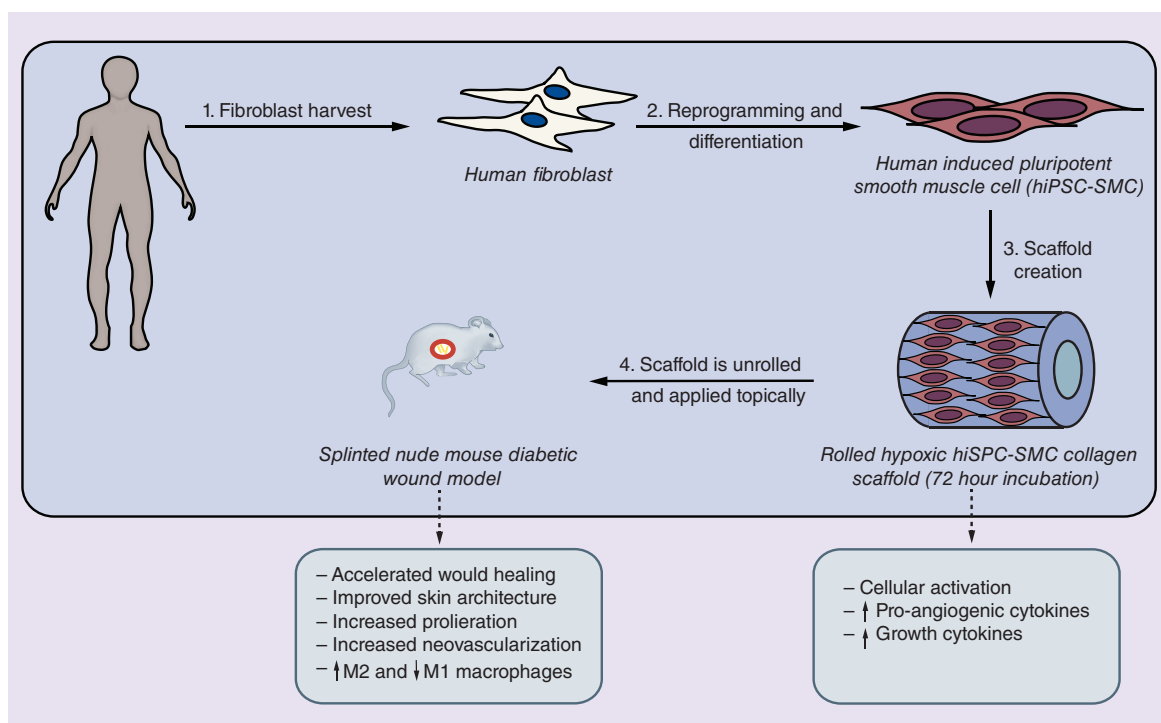 1. Fibroblast harvest
Human fibroblast
2. Reprogramming and
differentiation
Human induced pluripotent
smooth muscle cell (hiPSC-SMC)
3. Scaffold
creation
Rolled hypoxic hiSPC-SMC collagen
scaffold (72 hour incubation)
4. Scaffold is unrolled
and applied topically
Splinted nude mouse diabetic
wound model
– Accelerated would healing
– Improved skin architecture
– Increased prolieration
– Increased neovascularization
– ↑M2 and ↓M1 macrophages
– Cellular activation
– ↑ Pro-angiogenic cytokines
– ↑ Growth cytokines